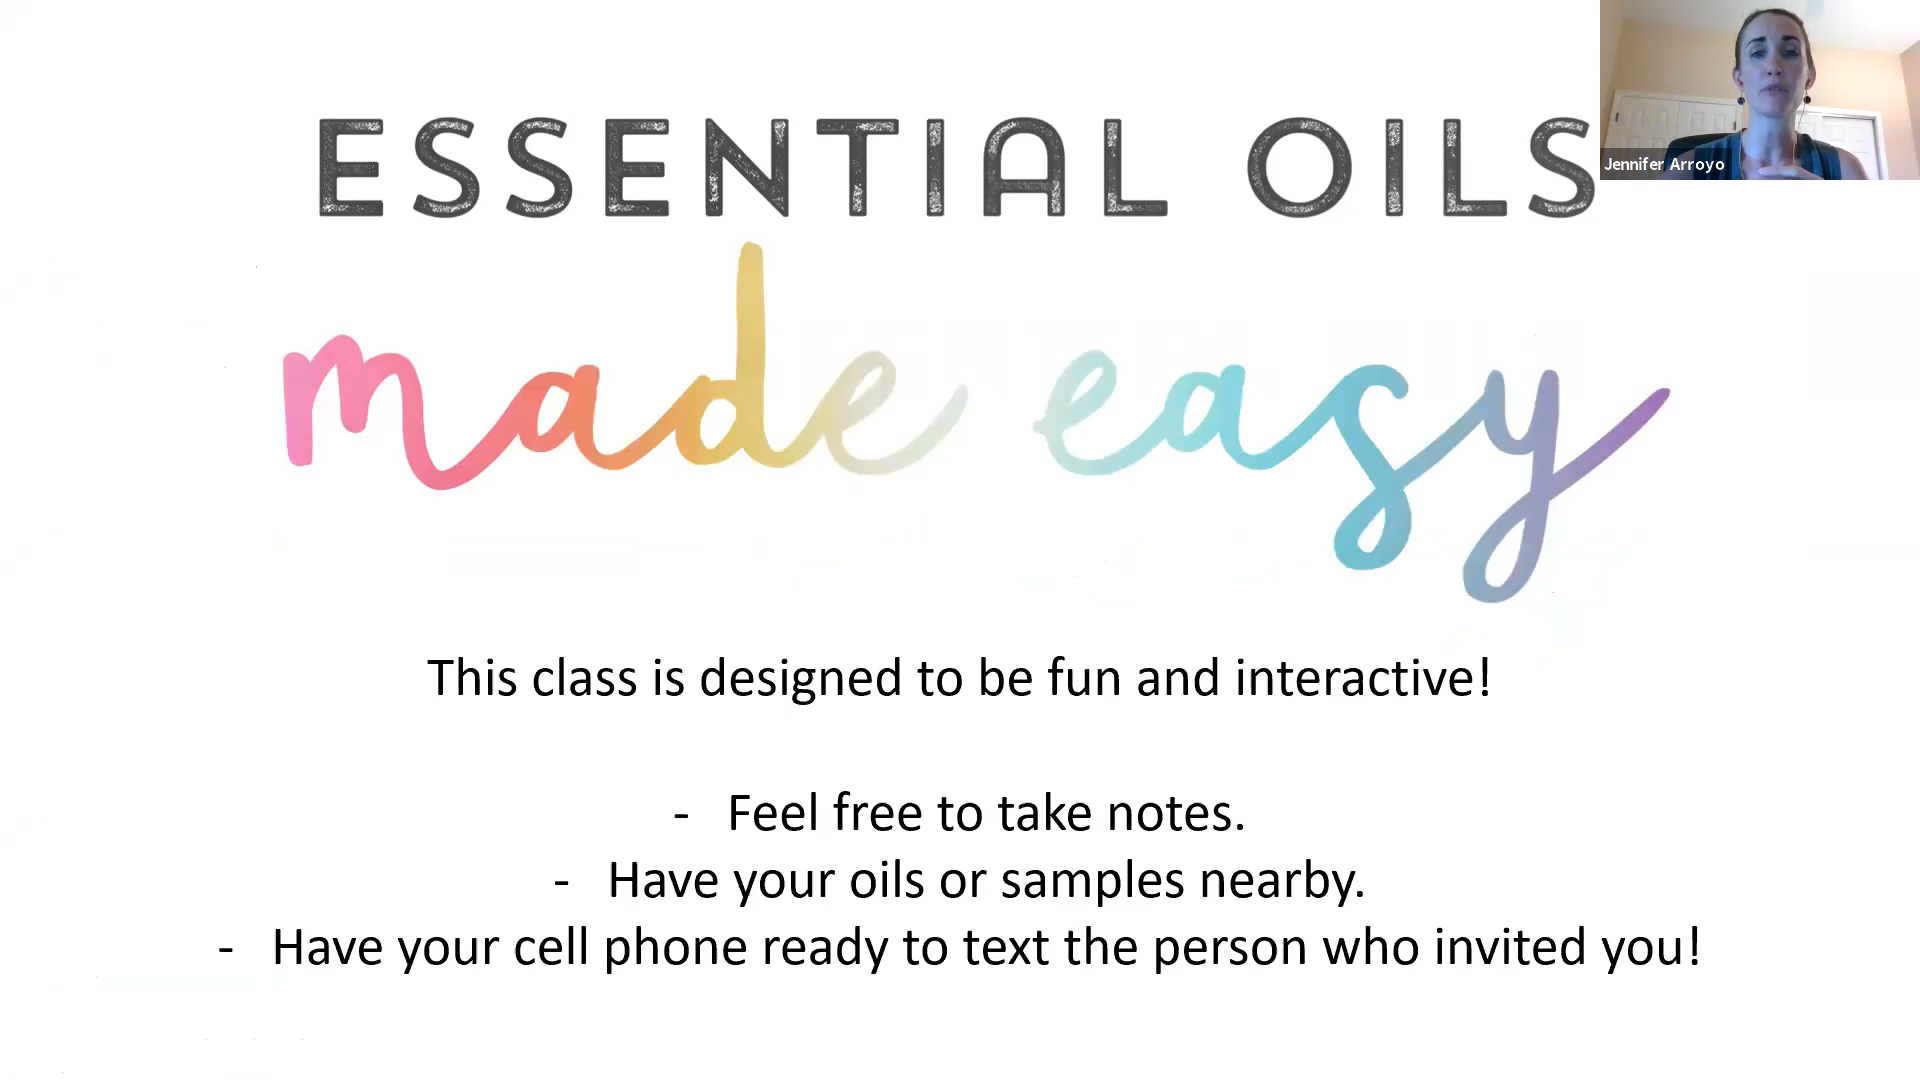 ESSENTIAL OILS
Jennifer Arroyo
made easy
This class is designed to be fun and interactive!
- Feel free to take notes.
- Have your oils or samples nearby.
- Have your cell phone ready to text the person who invited you!